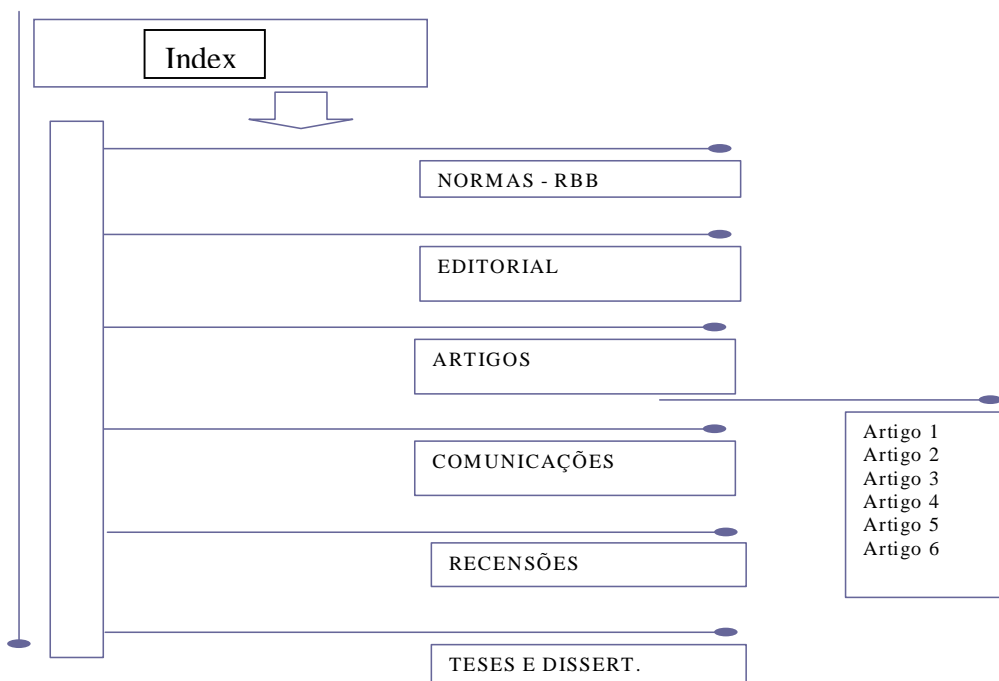 Index
NORMAS - RBB
EDITORIAL
ARTIGOS
COMUNICAÇÕES
RECENSÕES
TESES E DISSERT.
Artigo 1
Artigo 2
Artigo 3
Artigo 4
Artigo 5
Artigo 6